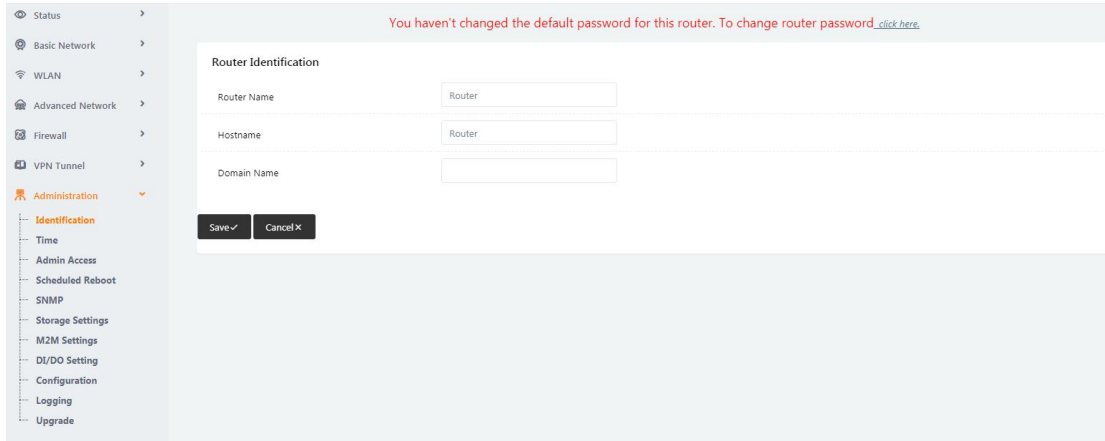 Status
Basic Network
WLAN
Advanced Network
Firewall
VPN Tunnel
Administration
Identification
Time
Admin Access
Scheduled Reboot
SNMP
Storage Settings
M2M Settings
DI/DO Setting
Configuration
Logging
Upgrade
You haven't changed the default password for this router. To change router password click here.
Router Identification
Router Name Router
Hostname Router
Domain Name
Save Cancel